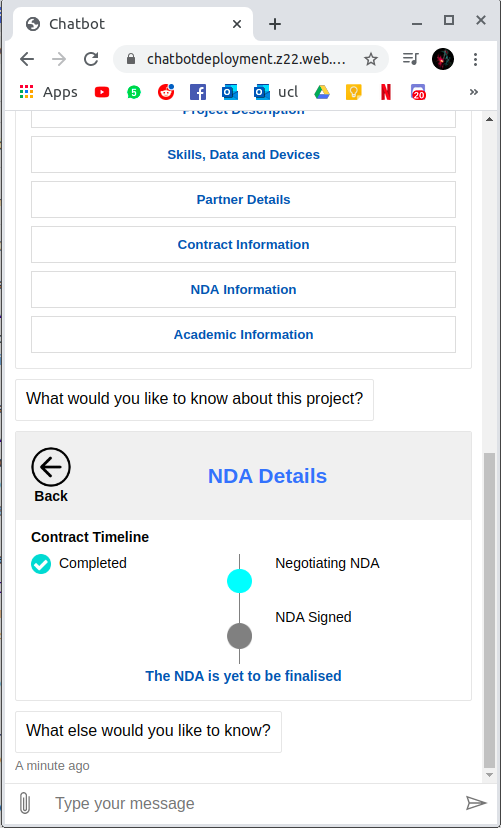 Chatbot
chatbotdeployment.z22.web....
Apps
5
ucl
20
Project Description
Skills, Data and Devices
Partner Details
Contract Information
NDA Information
Academic Information
What would you like to know about this project?
Back
NDA Details
Contract Timeline
Completed
Negotiating NDA
NDA Signed
The NDA is yet to be finalised
What else would you like to know?
A minute ago
Type your message